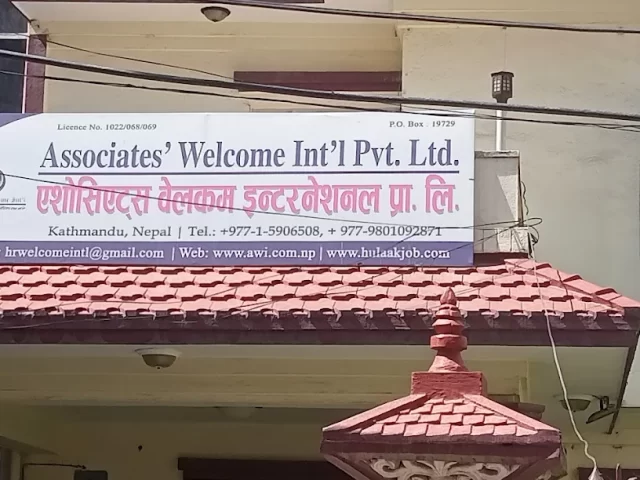 Licence No. 1022/068/069
P.O. Box . 19729
Associates' Welcome Int'l Pvt. Ltd.
एशोसिएट्स वेलकम इन्टरनेशनल प्रा. लि.
Kathmandu, Nepal | Tel.: +977-1-5906508, + 977-9801092871
hrwelcomeintl@gmail.com | Web: www.awi.com.np | www.hulaakjob.com